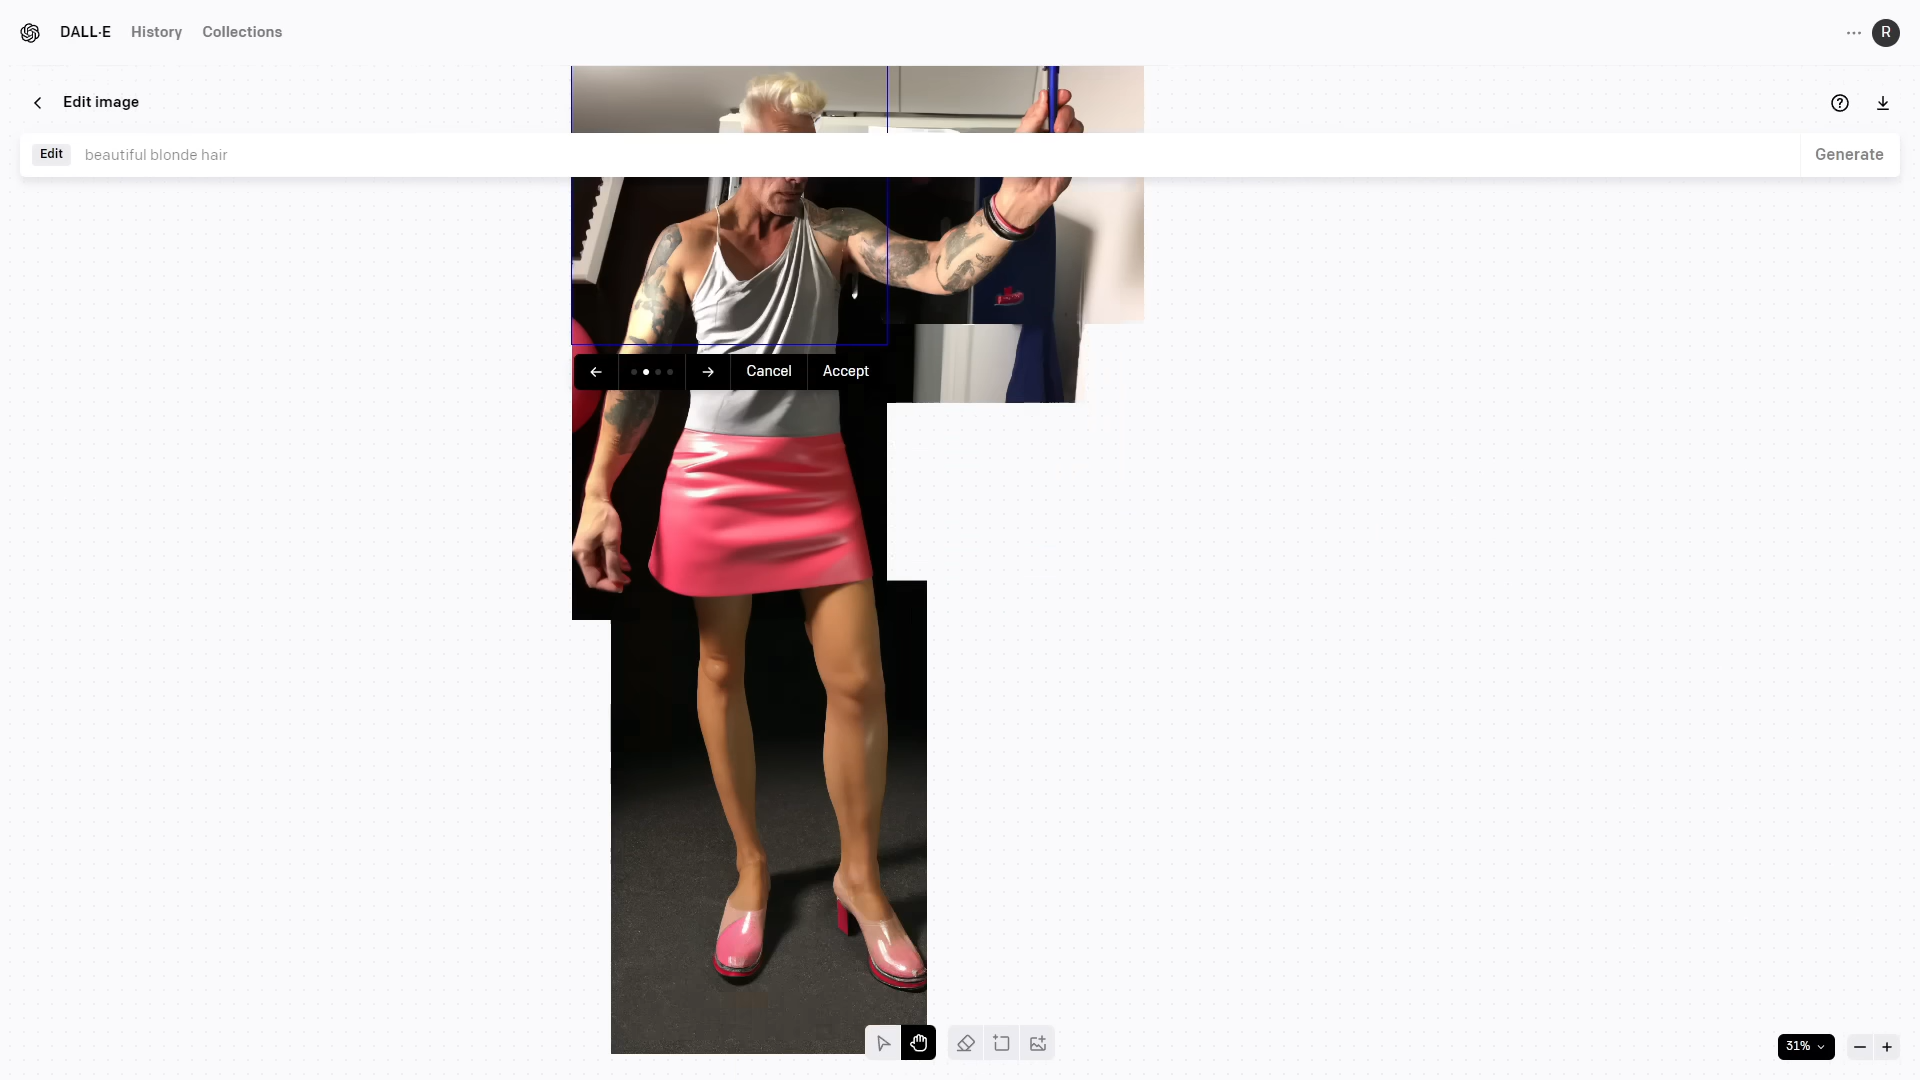 DALL·E History Collections
R
Edit image
Edit beautiful blonde hair Generate
Cancel Accept
31%